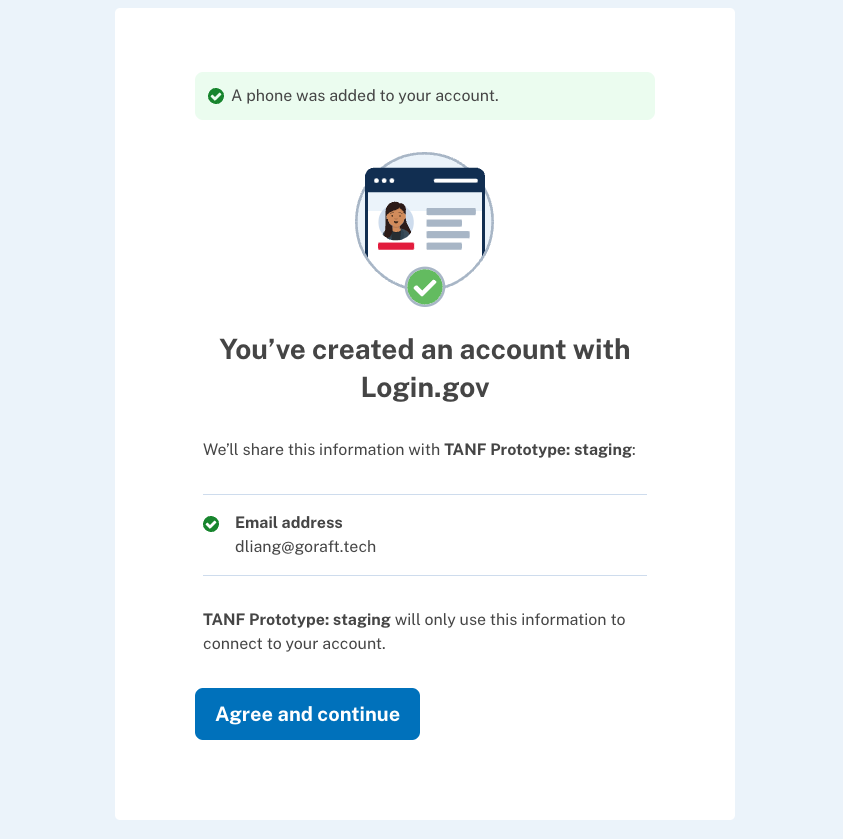 A phone was added to your account.
You’ve created an account with
Login.gov
We’ll share this information with TANF Prototype: staging:
Email address
dliang@goraft.tech
TANF Prototype: staging will only use this information to
connect to your account.
Agree and continue